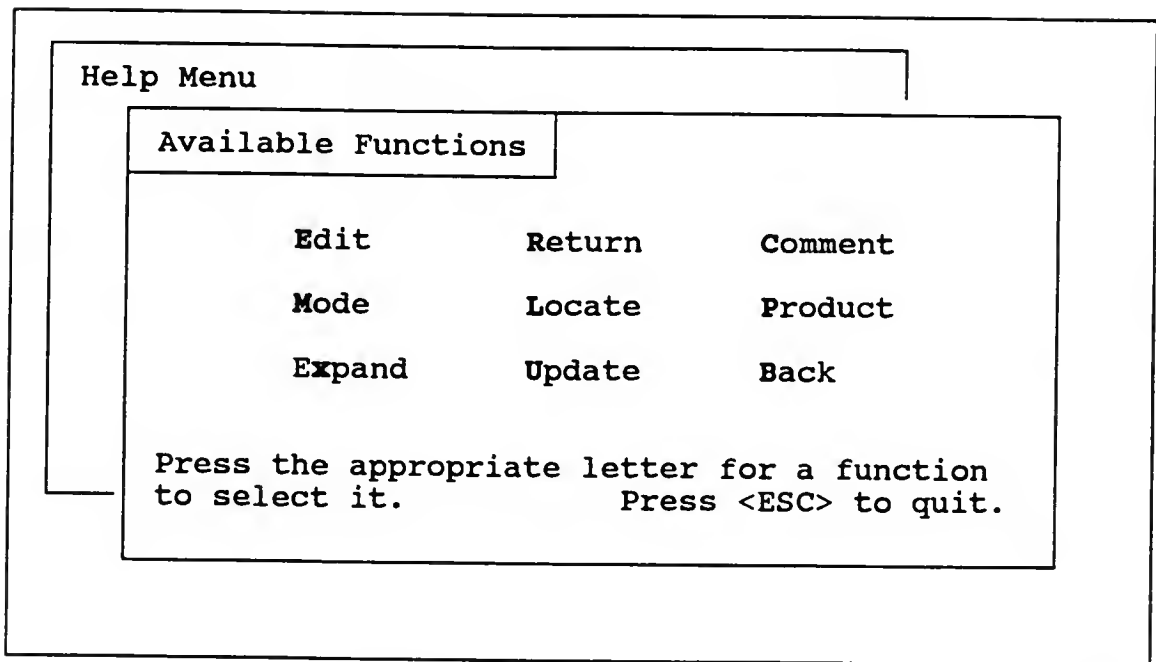 Help Menu
Available Functions
Edit Return Comment
Mode Locate Product
Expand Update Back
Press the appropriate letter for a function
to select it. Press <ESC> to quit.